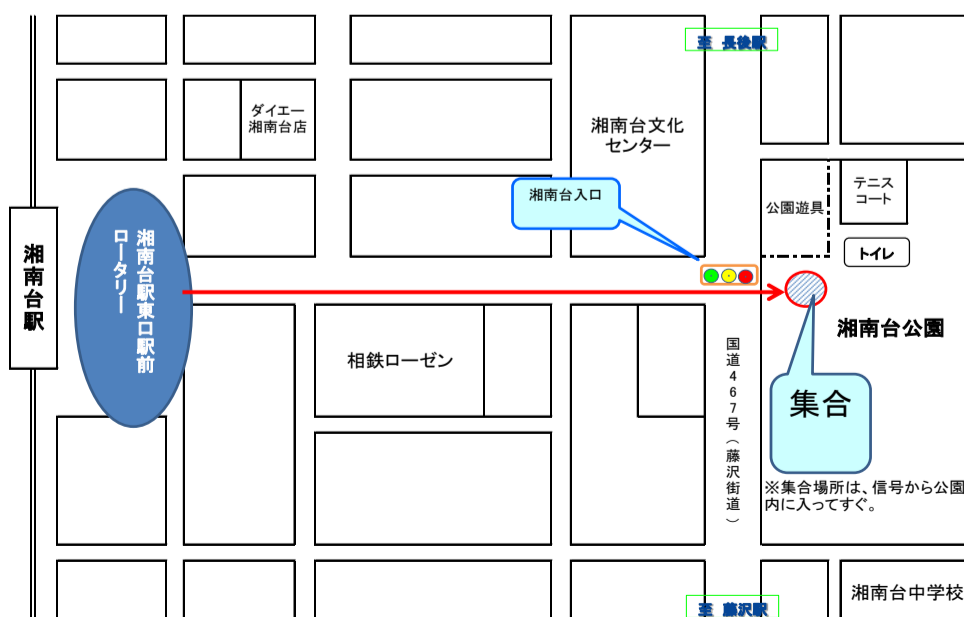 至 長後駅
ダイエー
湘南台店
湘南台文化
センター
テニス
コート
湘南台入口
公園遊具
トイレ
湘南台駅
湘南台駅東口駅前
ロータリー
湘南台公園
相鉄ローゼン
国道467号(藤沢街道)
集合
※集合場所は、信号から公園
内に入ってすぐ。
湘南台中学校
至 藤沢駅